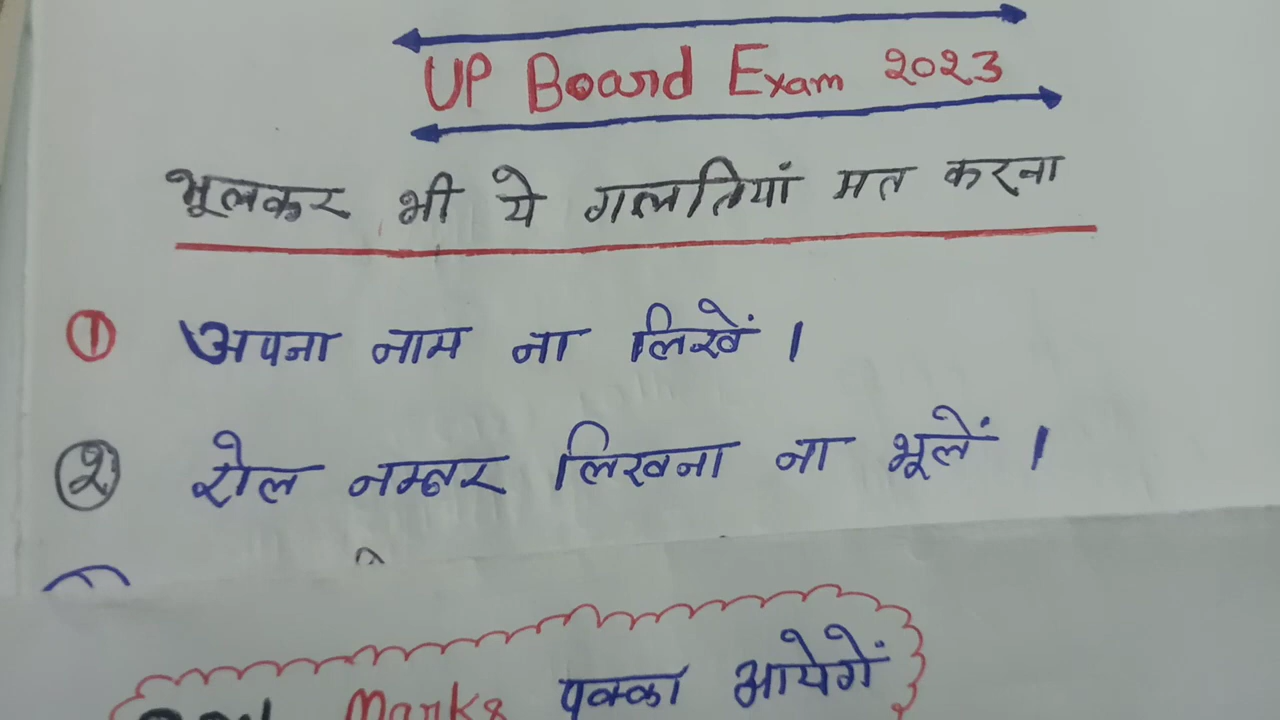 UP Board Exam 2023
भूलकर भी ये गलतियां मत करना
① अपना नाम ना लिखें ।
② रोल नम्बर लिखना ना भूलें ।
Marks पक्का आयेगें